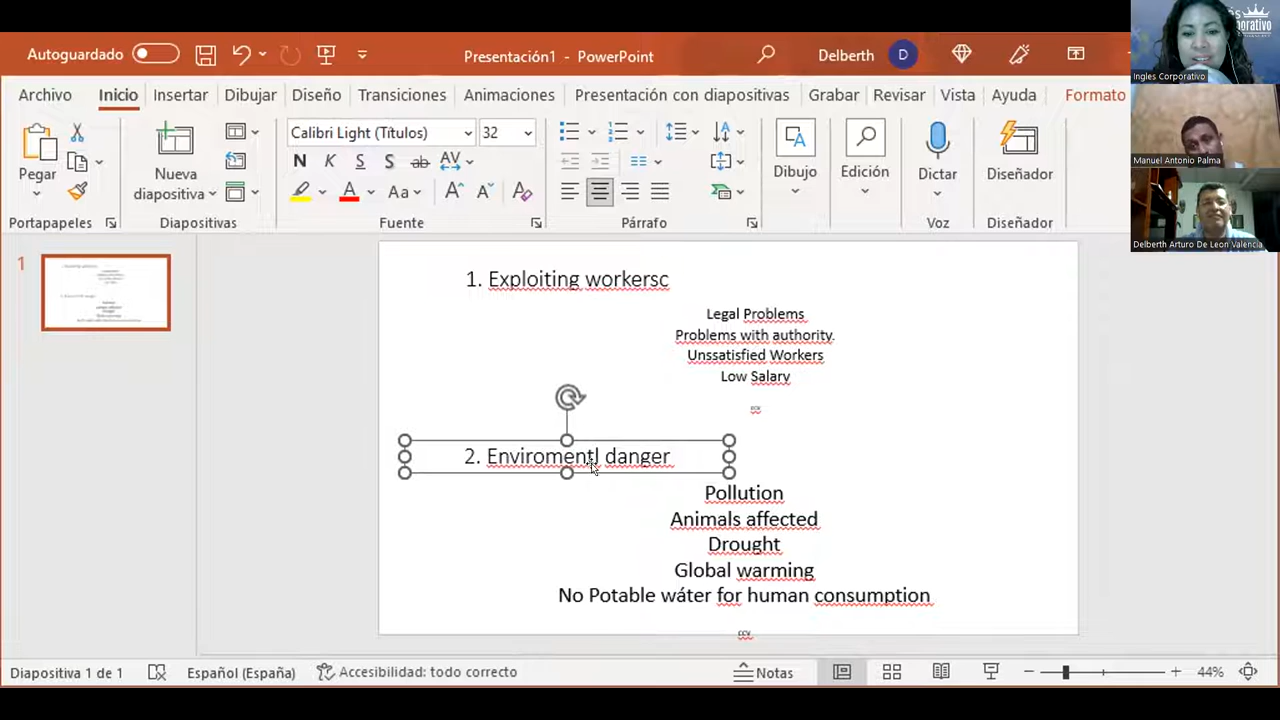 Autoguardado
Presentación1 - PowerPoint
Delberth
D
Archivo Inicio Insertar Dibujar Diseño Transiciones Animaciones Presentación con diapositivas Grabar Revisar Vista Ayuda Formato
Pegar
Nueva diapositiva
Calibri Light (Títulos) 32
N K S S ab AV
A Aa A A A
Dibujo
Edición
Dictar
Diseñador
Portapapeles Diapositivas Fuente Párrafo Voz Diseñador
1
1. Exploiting workersc
Legal Problems
Problems with authority.
Unssatisfied Workers
Low Salary
2. Enviromentl danger
Pollution
Animals affected
Drought
Global warming
No Potable wáter for human consumption
Diapositiva 1 de 1 Español (España) Accesibilidad: todo correcto Notas 44%
Ingles Corporativo
Manuel Antonio Palma
Delberth Arturo De Leon Valencia